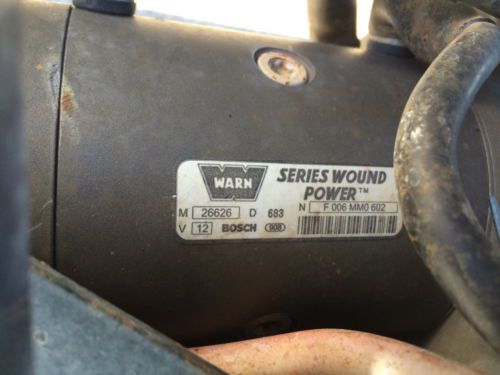 WARN
SERIES WOUND
POWER™
M 26626 D 683 N F 006 MM0 602
V 12 BOSCH 908